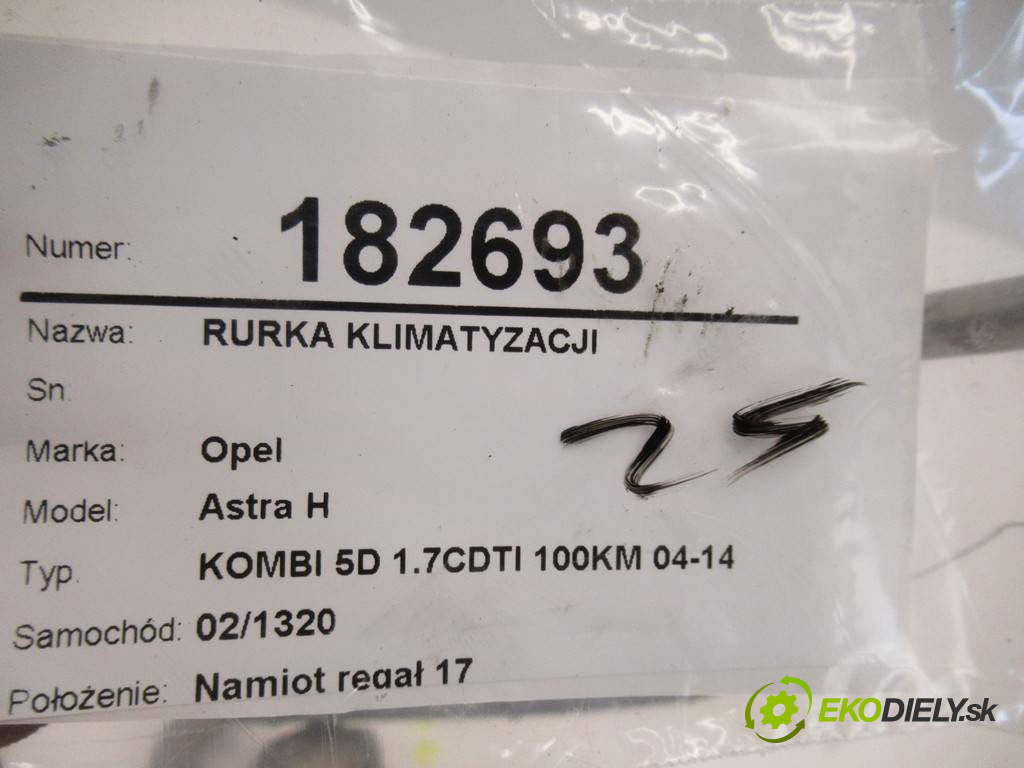 Numer: 182693
Nazwa: RURKA KLIMATYZACJI
Sn.
Marka: Opel
25
Model: Astra H
Typ. KOMBI 5D 1.7CDTI 100KM 04-14
Samochód: 02/1320
Położenie: Namiot regał 17
EKODIELY.sk